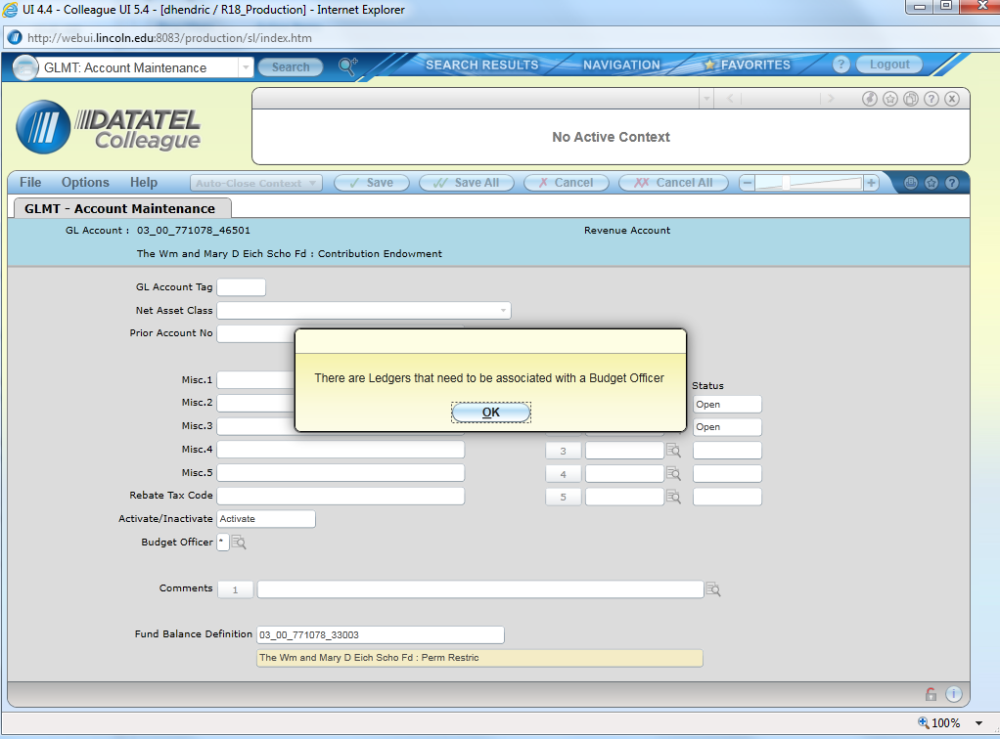 UI 4.4 - Colleague UI 5.4 - [dhendric / R18_Production] - Internet Explorer
http://webui.lincoln.edu:8083/production/sl/index.htm
GLMT: Account Maintenance
Search
SEARCH RESULTS
NAVIGATION
FAVORITES
?
Logout
DATATEL
Colleague
?
No Active Context
File
Options
Help
Auto-Close Context
Save
Save All
Cancel
Cancel All
?
GLMT - Account Maintenance
GL Account : 03_00_771078_46501
Revenue Account
The Wm and Mary D Eich Scho Fd : Contribution Endowment
GL Account Tag
Net Asset Class
Prior Account No
There are Ledgers that need to be associated with a Budget Officer
OK
Misc.1
Status
Misc.2
Open
Misc.3
Open
Misc.4
3
Misc.5
4
Rebate Tax Code
5
Activate/Inactivate Activate
Budget Officer *
Comments 1
Fund Balance Definition 03_00_771078_33003
The Wm and Mary D Eich Scho Fd : Perm Restric
100%